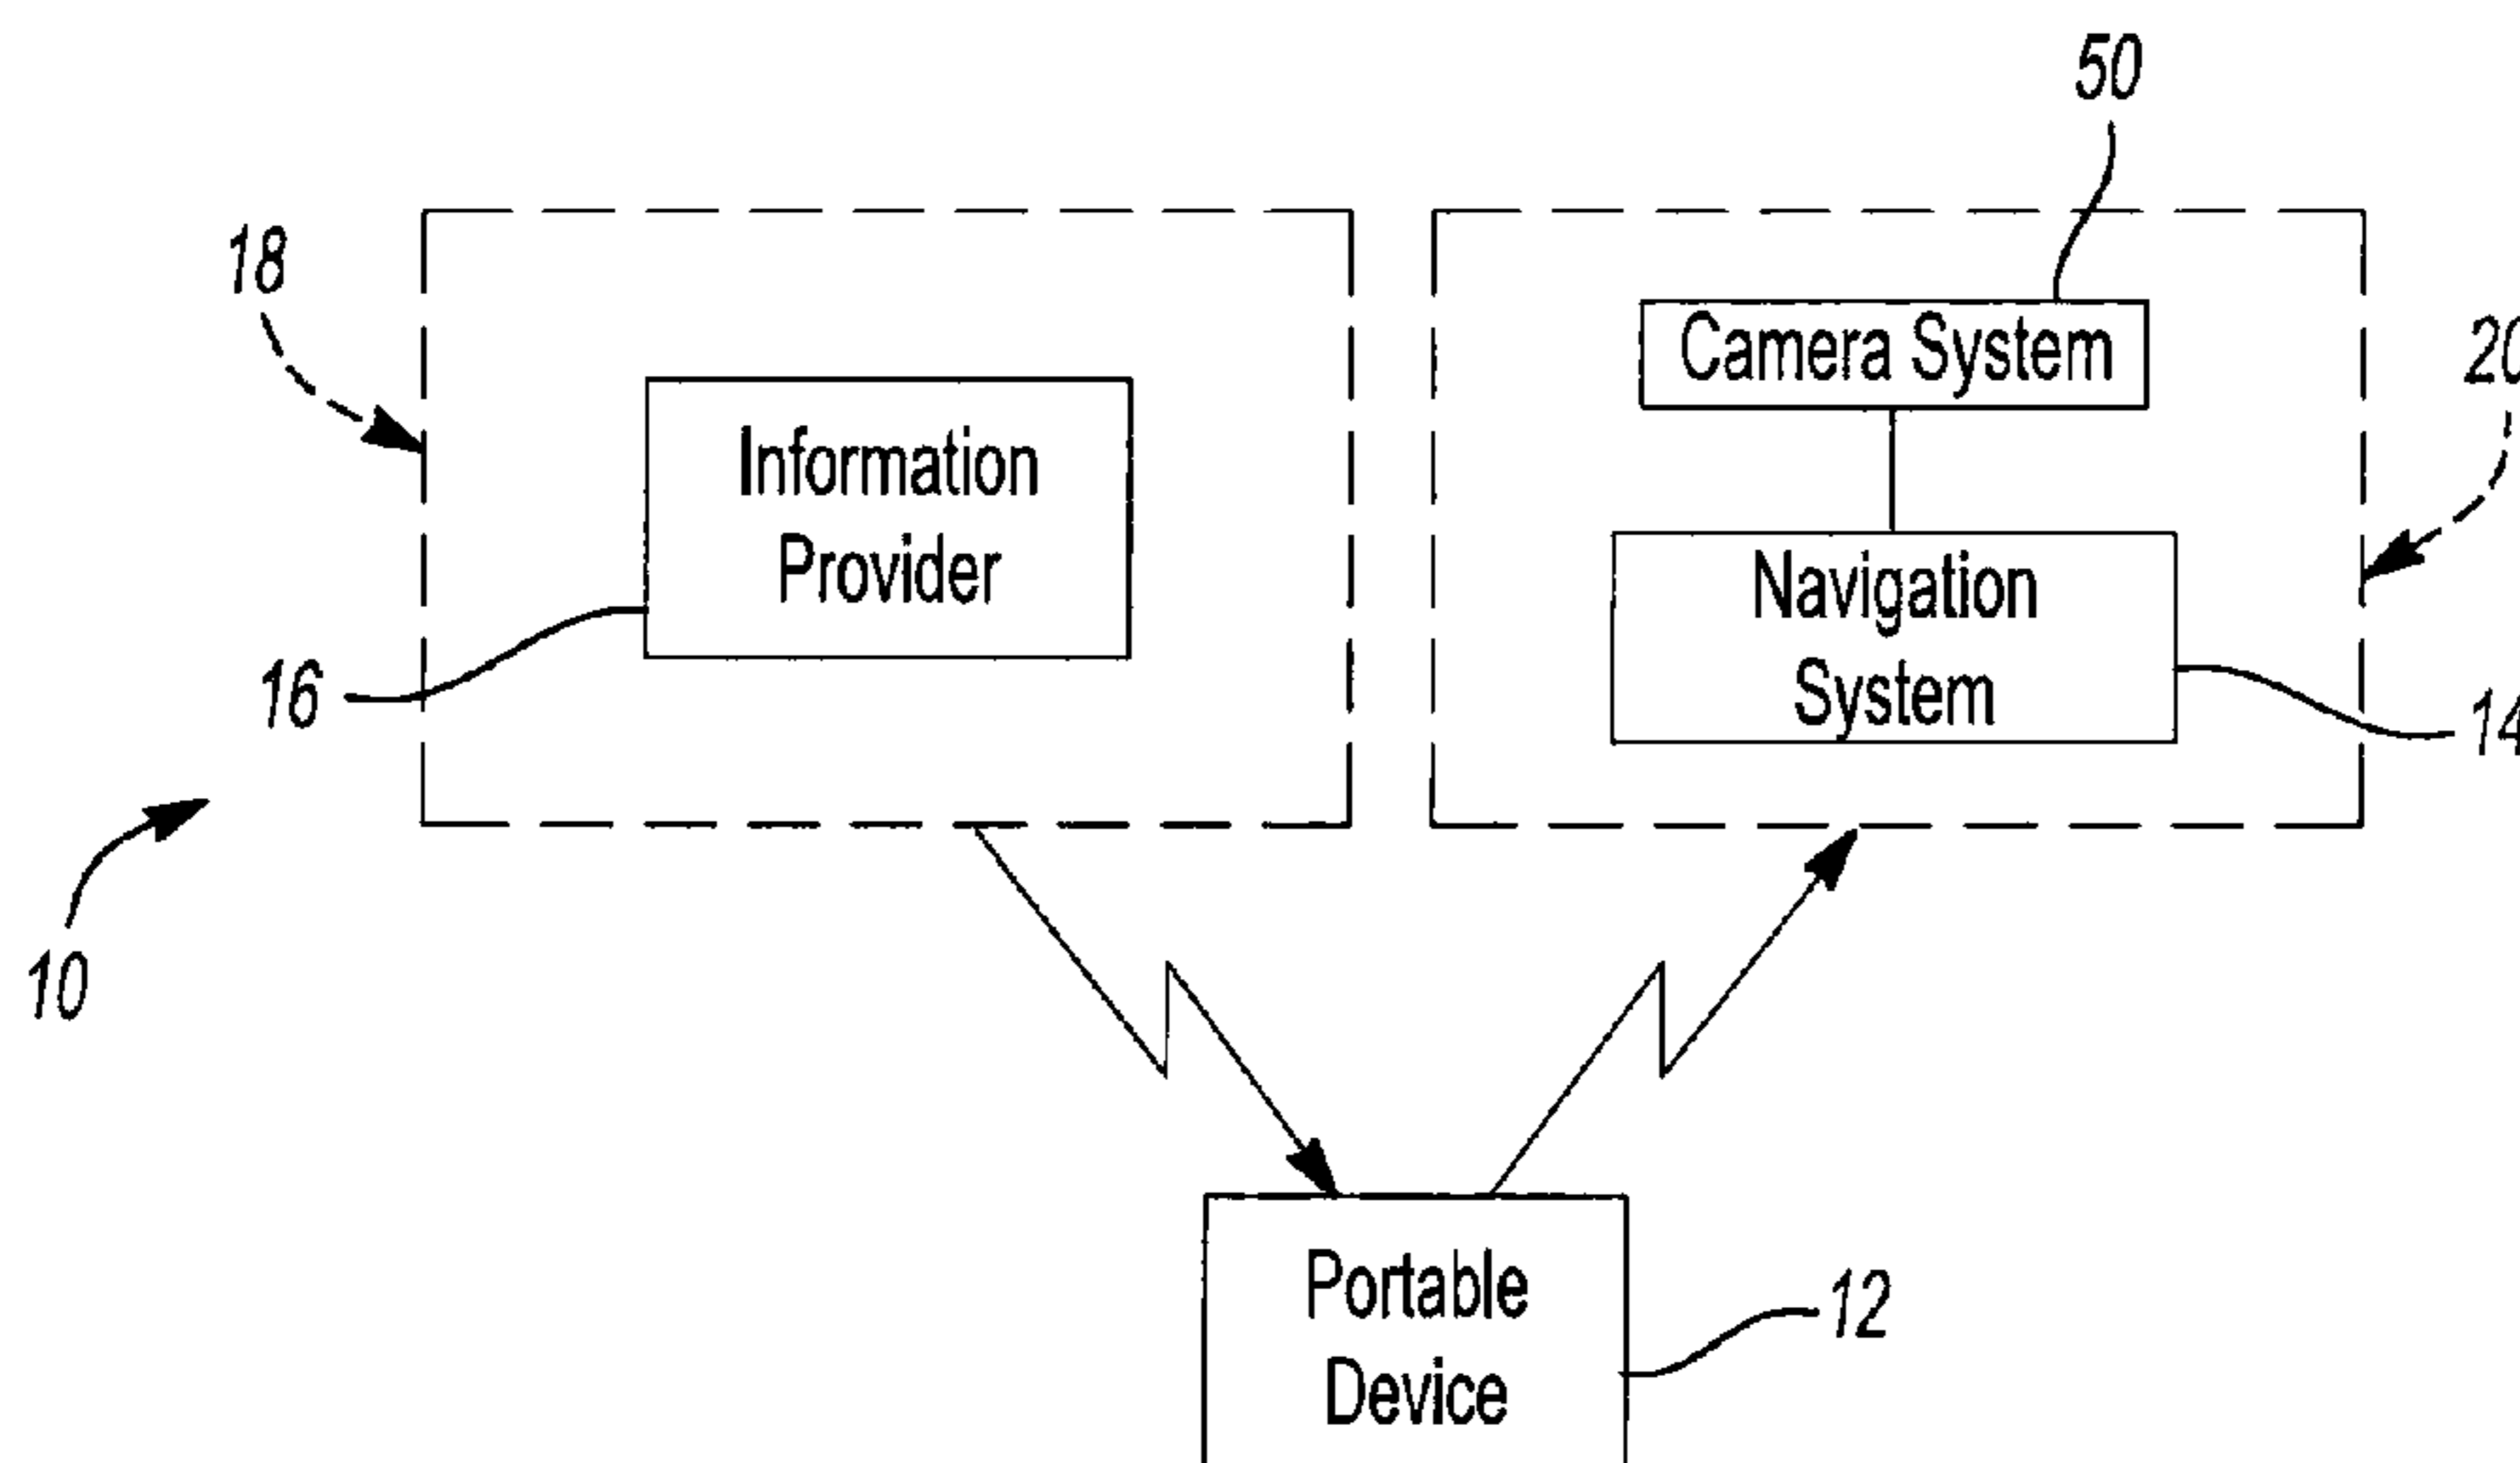 50
18
Camera System
20
Information
Provider
Navigation
System
16
14
10
Portable
Device
12